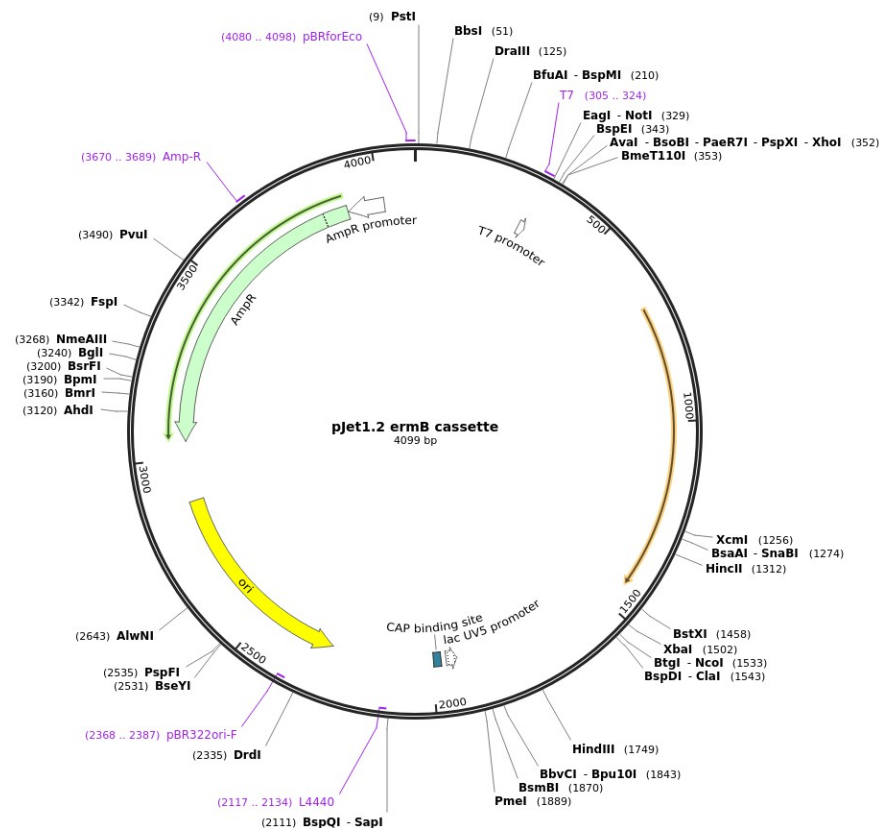 (9) PstI
(4080 .. 4098) pBRforEco
BbsI (51)
DraIII (125)
BfuAI - BspMI (210)
T7 (305 .. 324)
EagI - NotI (329)
BspEI (343)
AvaI - BsoBI - PaeR7I - PspXI - XhoI (352)
BmeT110I (353)
(3670 .. 3689) Amp-R
4000
AmpR promoter
T7 promoter
500
(3490) PvuI
3500
(3342) FspI
AmpR
(3268) NmeAIII
(3240) BglI
(3200) BsrFI
(3190) BpmI
(3160) BmrI
(3120) AhdI
1000
pJet1.2 ermB cassette
4099 bp
3000
XcmI (1256)
BsaAI - SnaBI (1274)
HincII (1312)
ori
1500
CAP binding site
lac UV5 promoter
(2643) AlwNI
BstXI (1458)
XbaI (1502)
BtgI - NcoI (1533)
BspDI - ClaI (1543)
2500
(2535) PspFI
(2531) BseYI
2000
(2368 .. 2387) pBR322ori-F
(2335) DrdI
HindIII (1749)
BbvCI - Bpu10I (1843)
BsmBI (1870)
PmeI (1889)
(2117 .. 2134) L4440
(2111) BspQI - SapI